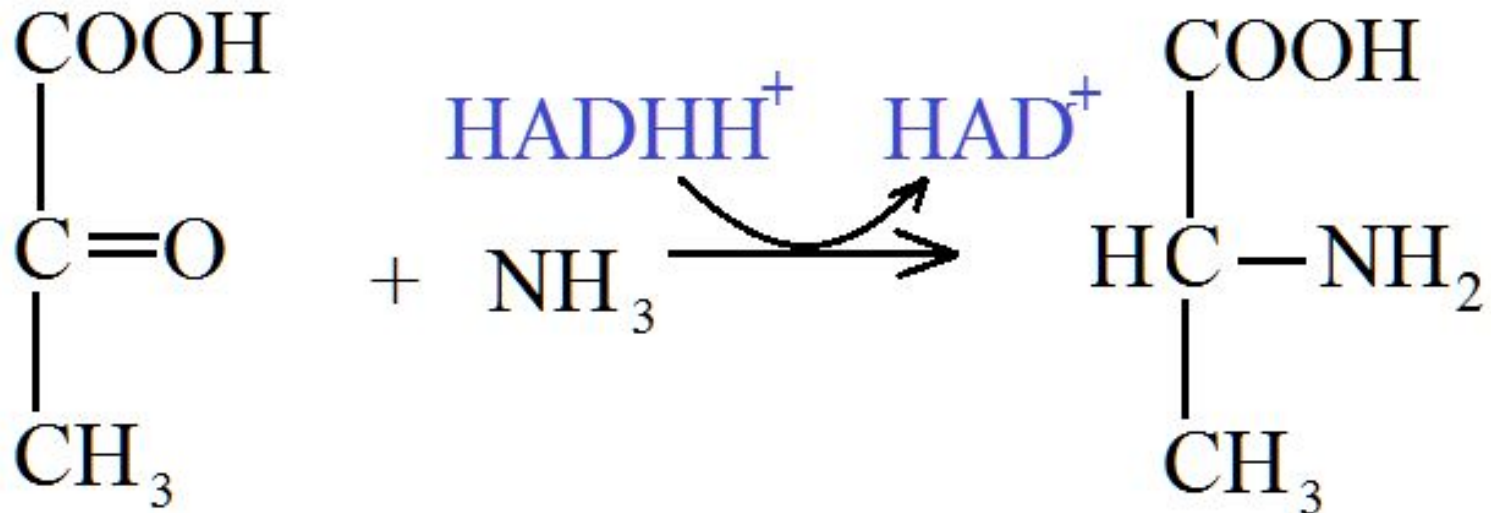 COOH
C=O
CH₃
+ NH₃
HADHH⁺
HAD⁺
COOH
HC—NH₂
CH₃